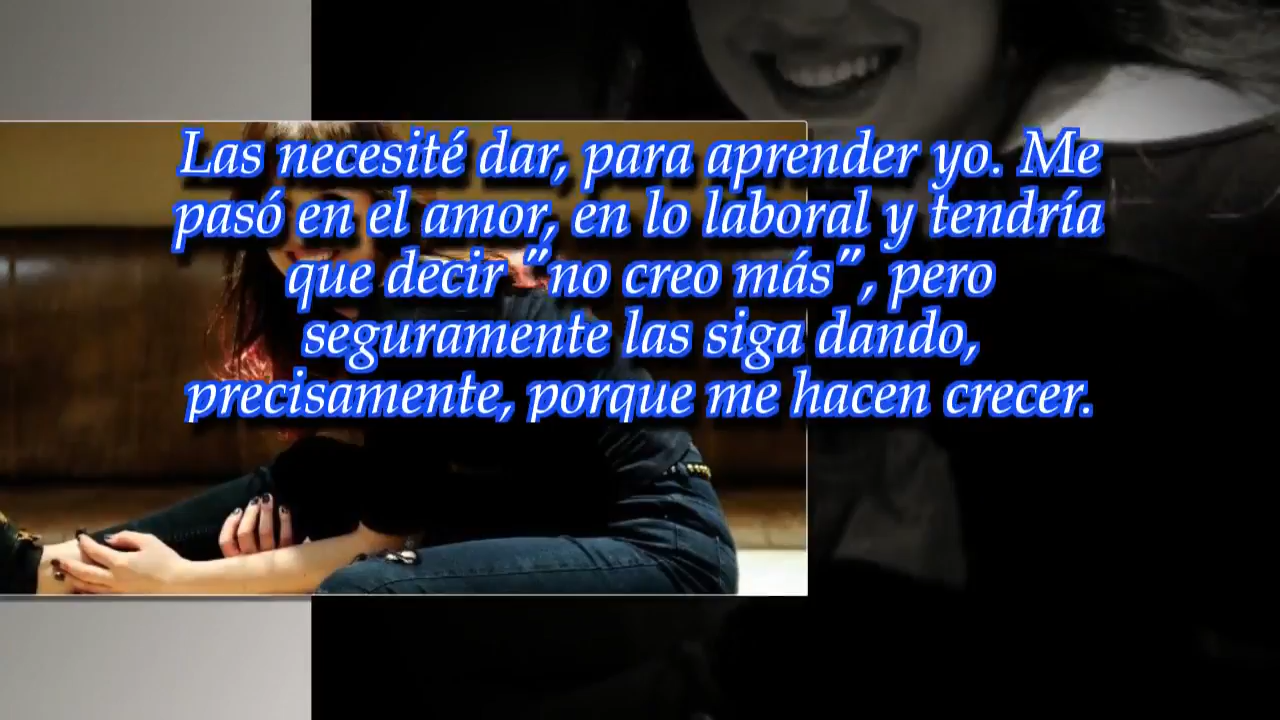 Las necesité dar, para aprender yo. Me
pasó en el amor, en lo laboral y tendría
que decir "no creo más", pero
seguramente las siga dando,
precisamente, porque me hacen crecer.